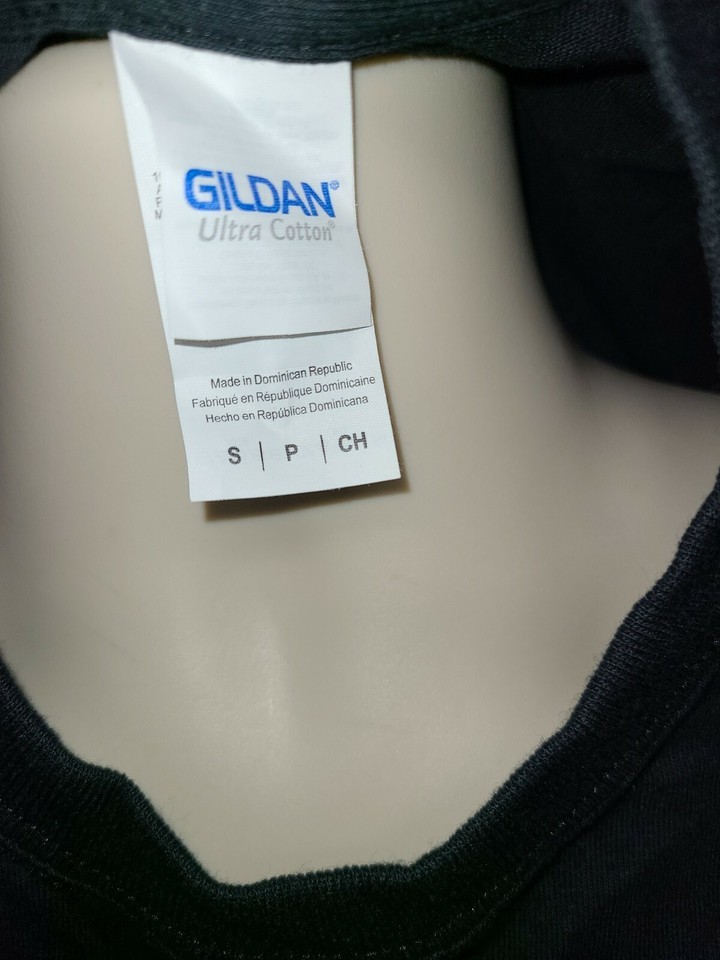 GILDAN®
Ultra Cotton®
Made in Dominican Republic
Fabriqué en République Dominicaine
Hecho en República Dominicana
S | P | CH